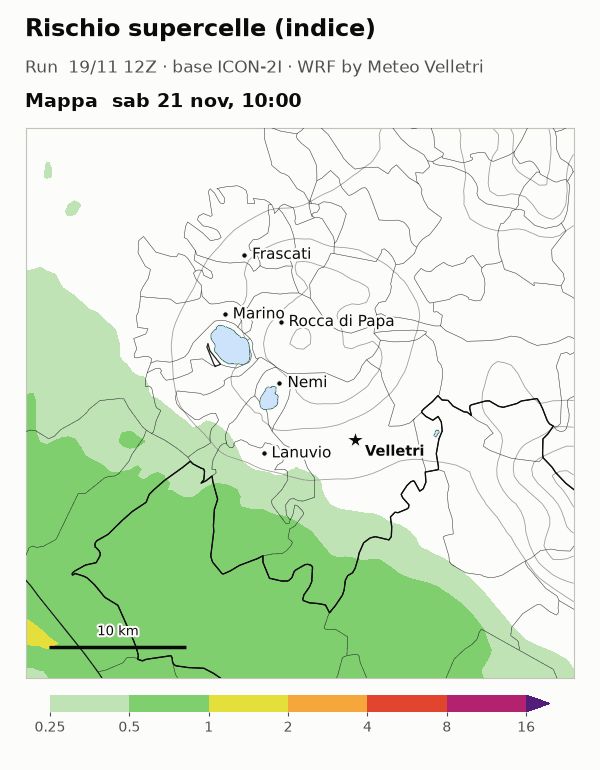 Rischio supercelle (indice)
Run 19/11 12Z · base ICON-2I · WRF by Meteo Velletri
Mappa sab 21 nov, 10:00
Frascati
Marino
Rocca di Papa
Nemi
Velletri
Lanuvio
10 km
0.25 0.5 1 2 4 8 16